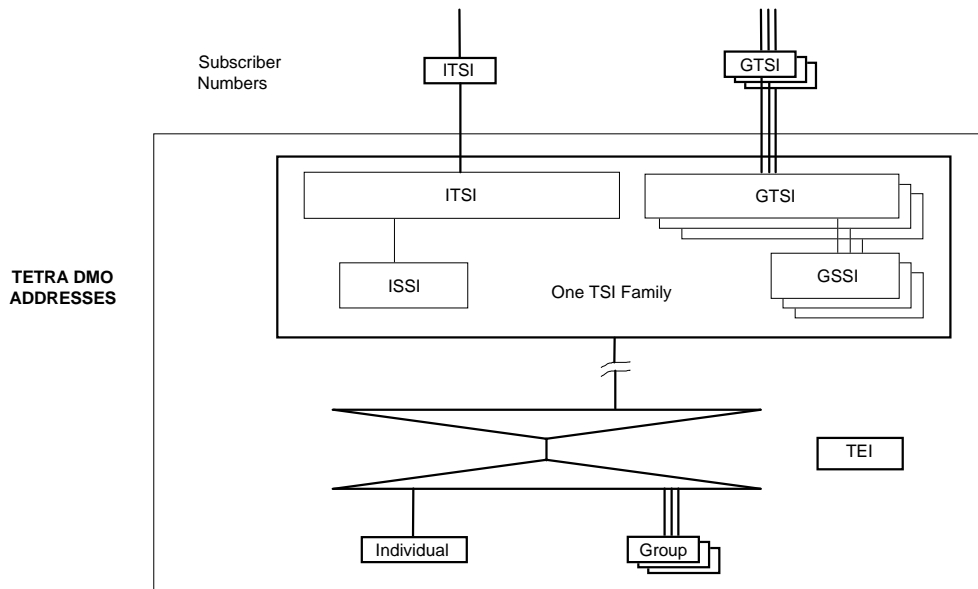 Subscriber
Numbers
ITSI
GTSI
ITSI
GTSI
TETRA DMO
ADDRESSES
ISSI
One TSI Family
GSSI
TEI
Individual
Group